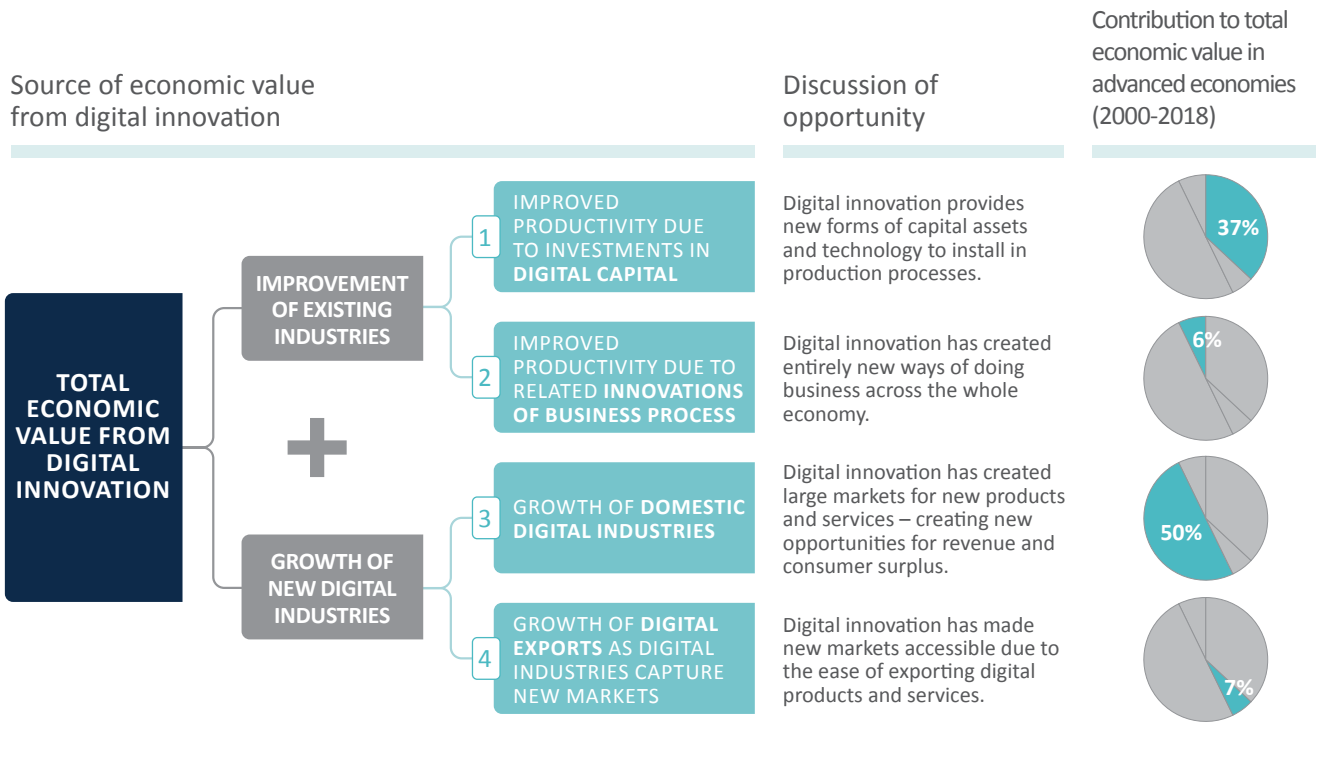 Source of economic value
from digital innovation
Discussion of
opportunity
Contribution to total
economic value in
advanced economies
(2000-2018)
TOTAL
ECONOMIC
VALUE FROM
DIGITAL
INNOVATION
IMPROVEMENT
OF EXISTING
INDUSTRIES
+
GROWTH OF
NEW DIGITAL
INDUSTRIES
1
IMPROVED
PRODUCTIVITY DUE
TO INVESTMENTS IN
DIGITAL CAPITAL
Digital innovation provides
new forms of capital assets
and technology to install in
production processes.
37%
2
IMPROVED
PRODUCTIVITY DUE TO
RELATED INNOVATIONS
OF BUSINESS PROCESS
Digital innovation has created
entirely new ways of doing
business across the whole
economy.
6%
3
GROWTH OF DOMESTIC
DIGITAL INDUSTRIES
Digital innovation has created
large markets for new products
and services – creating new
opportunities for revenue and
consumer surplus.
50%
4
GROWTH OF DIGITAL
EXPORTS AS DIGITAL
INDUSTRIES CAPTURE
NEW MARKETS
Digital innovation has made
new markets accessible due to
the ease of exporting digital
products and services.
7%